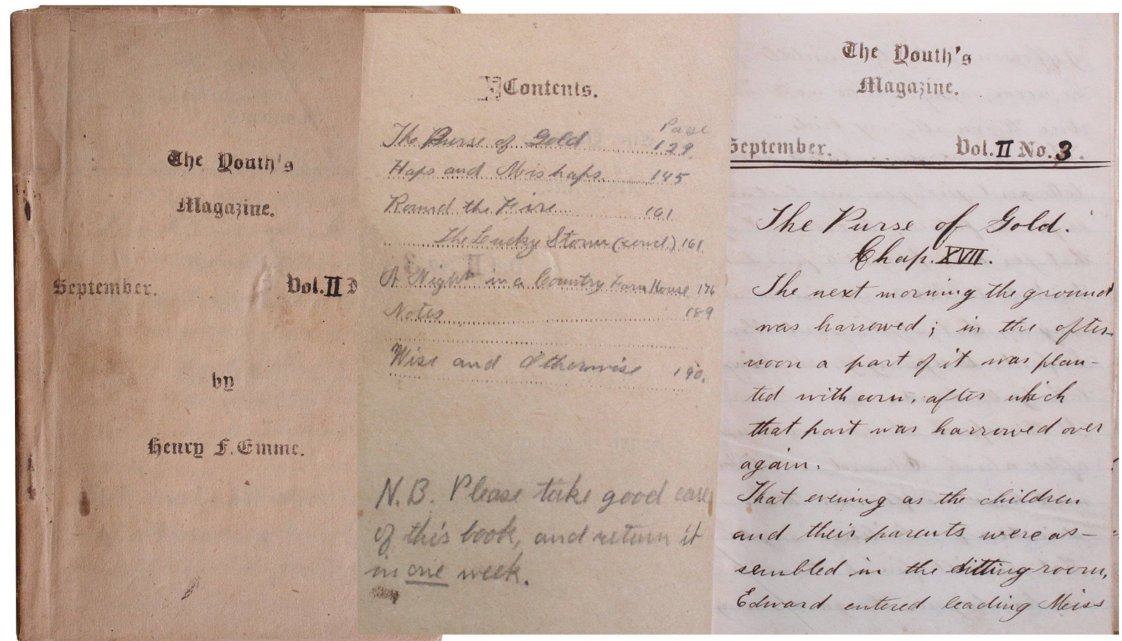 The Youth's
Magazine.
September. Vol. II
by
Henry F. Emme.
Contents.
Page
The Purse of Gold 129.
Haps and Mishaps 145
Round the Fire 161
The Lucky Storm (concl) 161
A Night in a Country Farm House 176
Notes 189
Wise and Otherwise 190.
N.B. Please take good care
of this book, and return it
in one week.
The Youth's
Magazine.
September. Vol. II No. 3.
The Purse of Gold.
Chap. XVII.
The next morning the ground
was harrowed; in the after-
noon a part of it was plan-
ted with corn, after which
that part was harrowed over
again.
That evening as the children
and their parents were as-
sembled in the sitting room,
Edward entered leading Miss